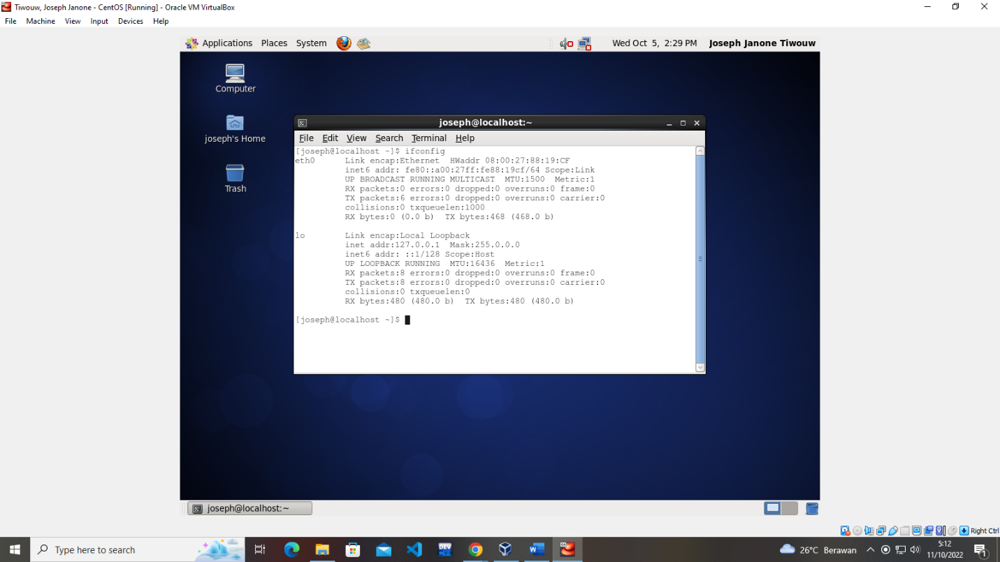 Tiwouw, Joseph Janone - CentOS [Running] - Oracle VM VirtualBox
File Machine View Input Devices Help
Applications Places System Wed Oct 5, 2:29 PM Joseph Janone Tiwouw
Computer
joseph's Home
Trash
joseph@localhost:~
File Edit View Search Terminal Help
[joseph@localhost ~]$ ifconfig
eth0      Link encap:Ethernet  HWaddr 08:00:27:88:19:CF
          inet6 addr: fe80::a00:27ff:fe88:19cf/64 Scope:Link
          UP BROADCAST RUNNING MULTICAST  MTU:1500  Metric:1
          RX packets:0 errors:0 dropped:0 overruns:0 frame:0
          TX packets:6 errors:0 dropped:0 overruns:0 carrier:0
          collisions:0 txqueuelen:1000
          RX bytes:0 (0.0 b)  TX bytes:468 (468.0 b)
lo        Link encap:Local Loopback
          inet addr:127.0.0.1  Mask:255.0.0.0
          inet6 addr: ::1/128 Scope:Host
          UP LOOPBACK RUNNING  MTU:16436  Metric:1
          RX packets:8 errors:0 dropped:0 overruns:0 frame:0
          TX packets:8 errors:0 dropped:0 overruns:0 carrier:0
          collisions:0 txqueuelen:0
          RX bytes:480 (480.0 b)  TX bytes:480 (480.0 b)
[joseph@localhost ~]$
joseph@localhost:~
Right Ctrl
Type here to search
DEV
26°C Berawan
5:12
11/10/2022
1